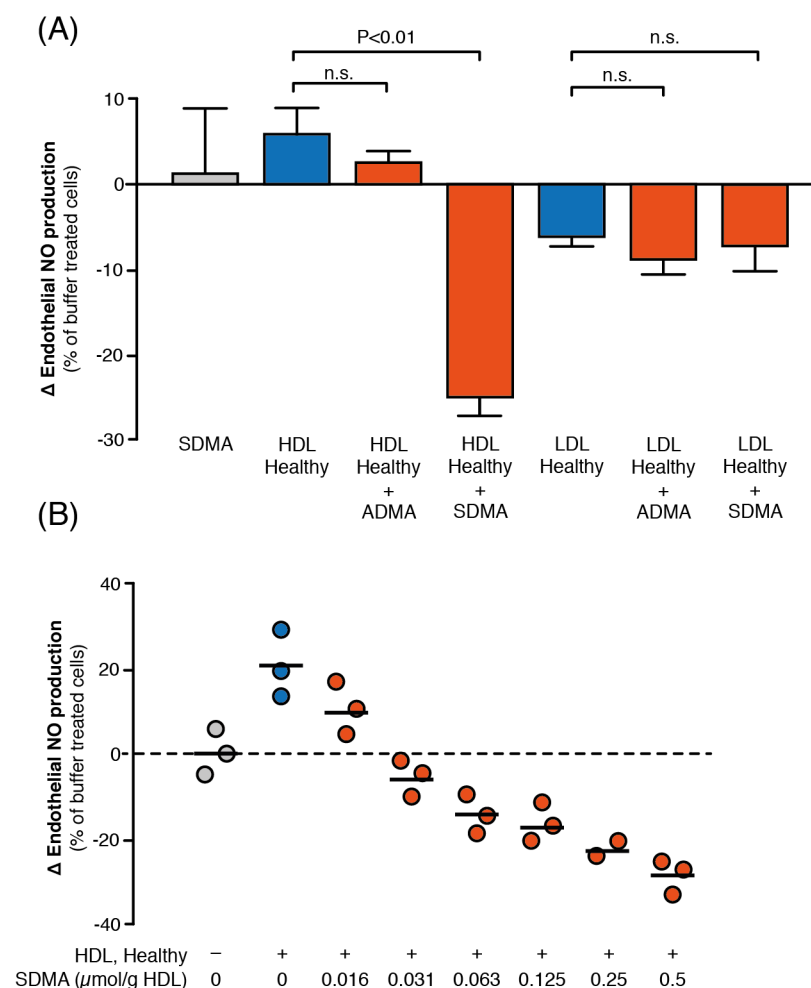 (A)
P<0.01
n.s.
n.s.
n.s.
Δ Endothelial NO production
(% of buffer treated cells)
10
0
-10
-20
-30
SDMA
HDL
Healthy
HDL
Healthy
+
ADMA
HDL
Healthy
+
SDMA
LDL
Healthy
LDL
Healthy
+
ADMA
LDL
Healthy
+
SDMA
(B)
Δ Endothelial NO production
(% of buffer treated cells)
40
20
0
-20
-40
HDL, Healthy – + + + + + + +
SDMA (µmol/g HDL) 0 0 0.016 0.031 0.063 0.125 0.25 0.5